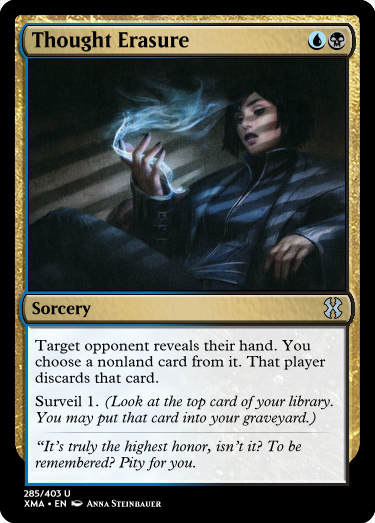 Thought Erasure
Sorcery
Target opponent reveals their hand. You
choose a nonland card from it. That player
discards that card.
Surveil 1. (Look at the top card of your library.
You may put that card into your graveyard.)
“It’s truly the highest honor, isn’t it? To be
remembered? Pity for you.
285/403 U
XMA • EN Anna Steinbauer